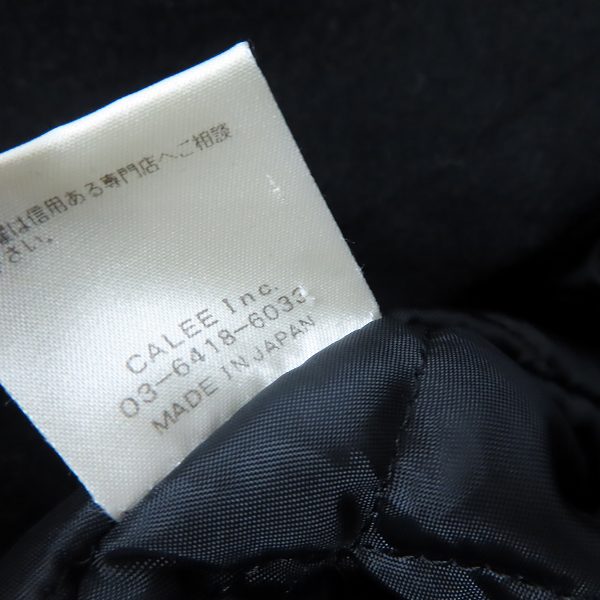 濯は信用ある専門店へご相談
さい。
CALEE Inc.
03-6418-6033
MADE IN JAPAN